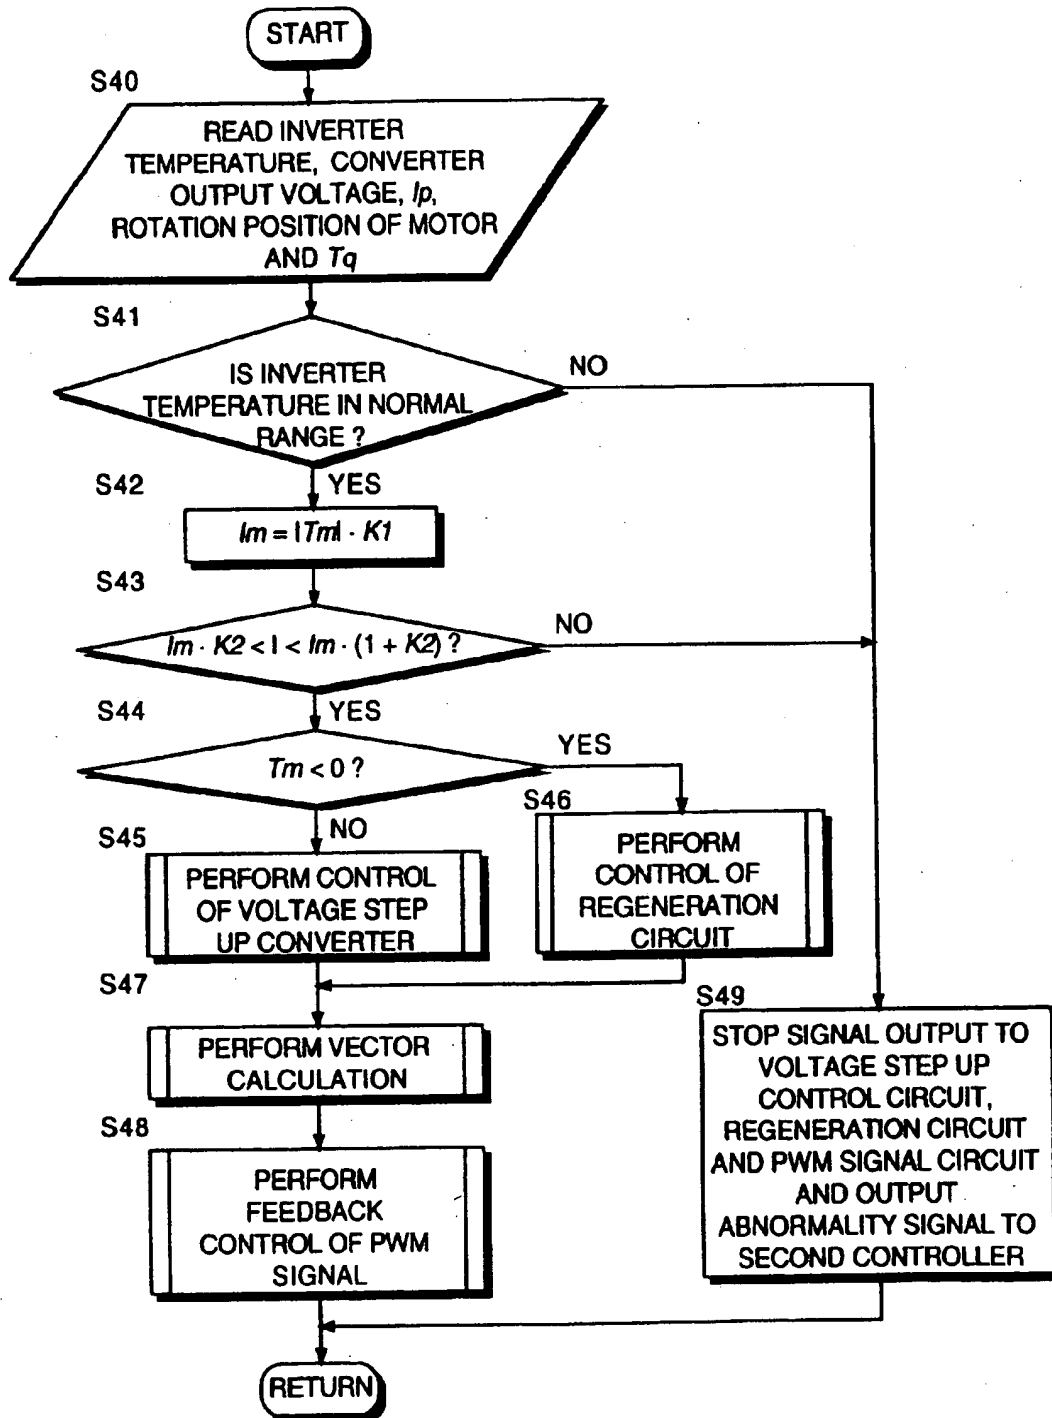 START
S40
READ INVERTER
TEMPERATURE, CONVERTER
OUTPUT VOLTAGE, Ip,
ROTATION POSITION OF MOTOR
AND Tq
S41
IS INVERTER
TEMPERATURE IN NORMAL
RANGE ?
NO
S42
YES
Im = |Tm| · K1
S43
Im · K2 < I < Im · (1 + K2) ?
NO
S44
YES
Tm < 0 ?
YES
S45
NO
S46
PERFORM CONTROL
OF VOLTAGE STEP
UP CONVERTER
PERFORM
CONTROL OF
REGENERATION
CIRCUIT
S47
PERFORM VECTOR
CALCULATION
S48
PERFORM
FEEDBACK
CONTROL OF PWM
SIGNAL
S49
STOP SIGNAL OUTPUT TO
VOLTAGE STEP UP
CONTROL CIRCUIT,
REGENERATION CIRCUIT
AND PWM SIGNAL CIRCUIT
AND OUTPUT
ABNORMALITY SIGNAL TO
SECOND CONTROLLER
RETURN